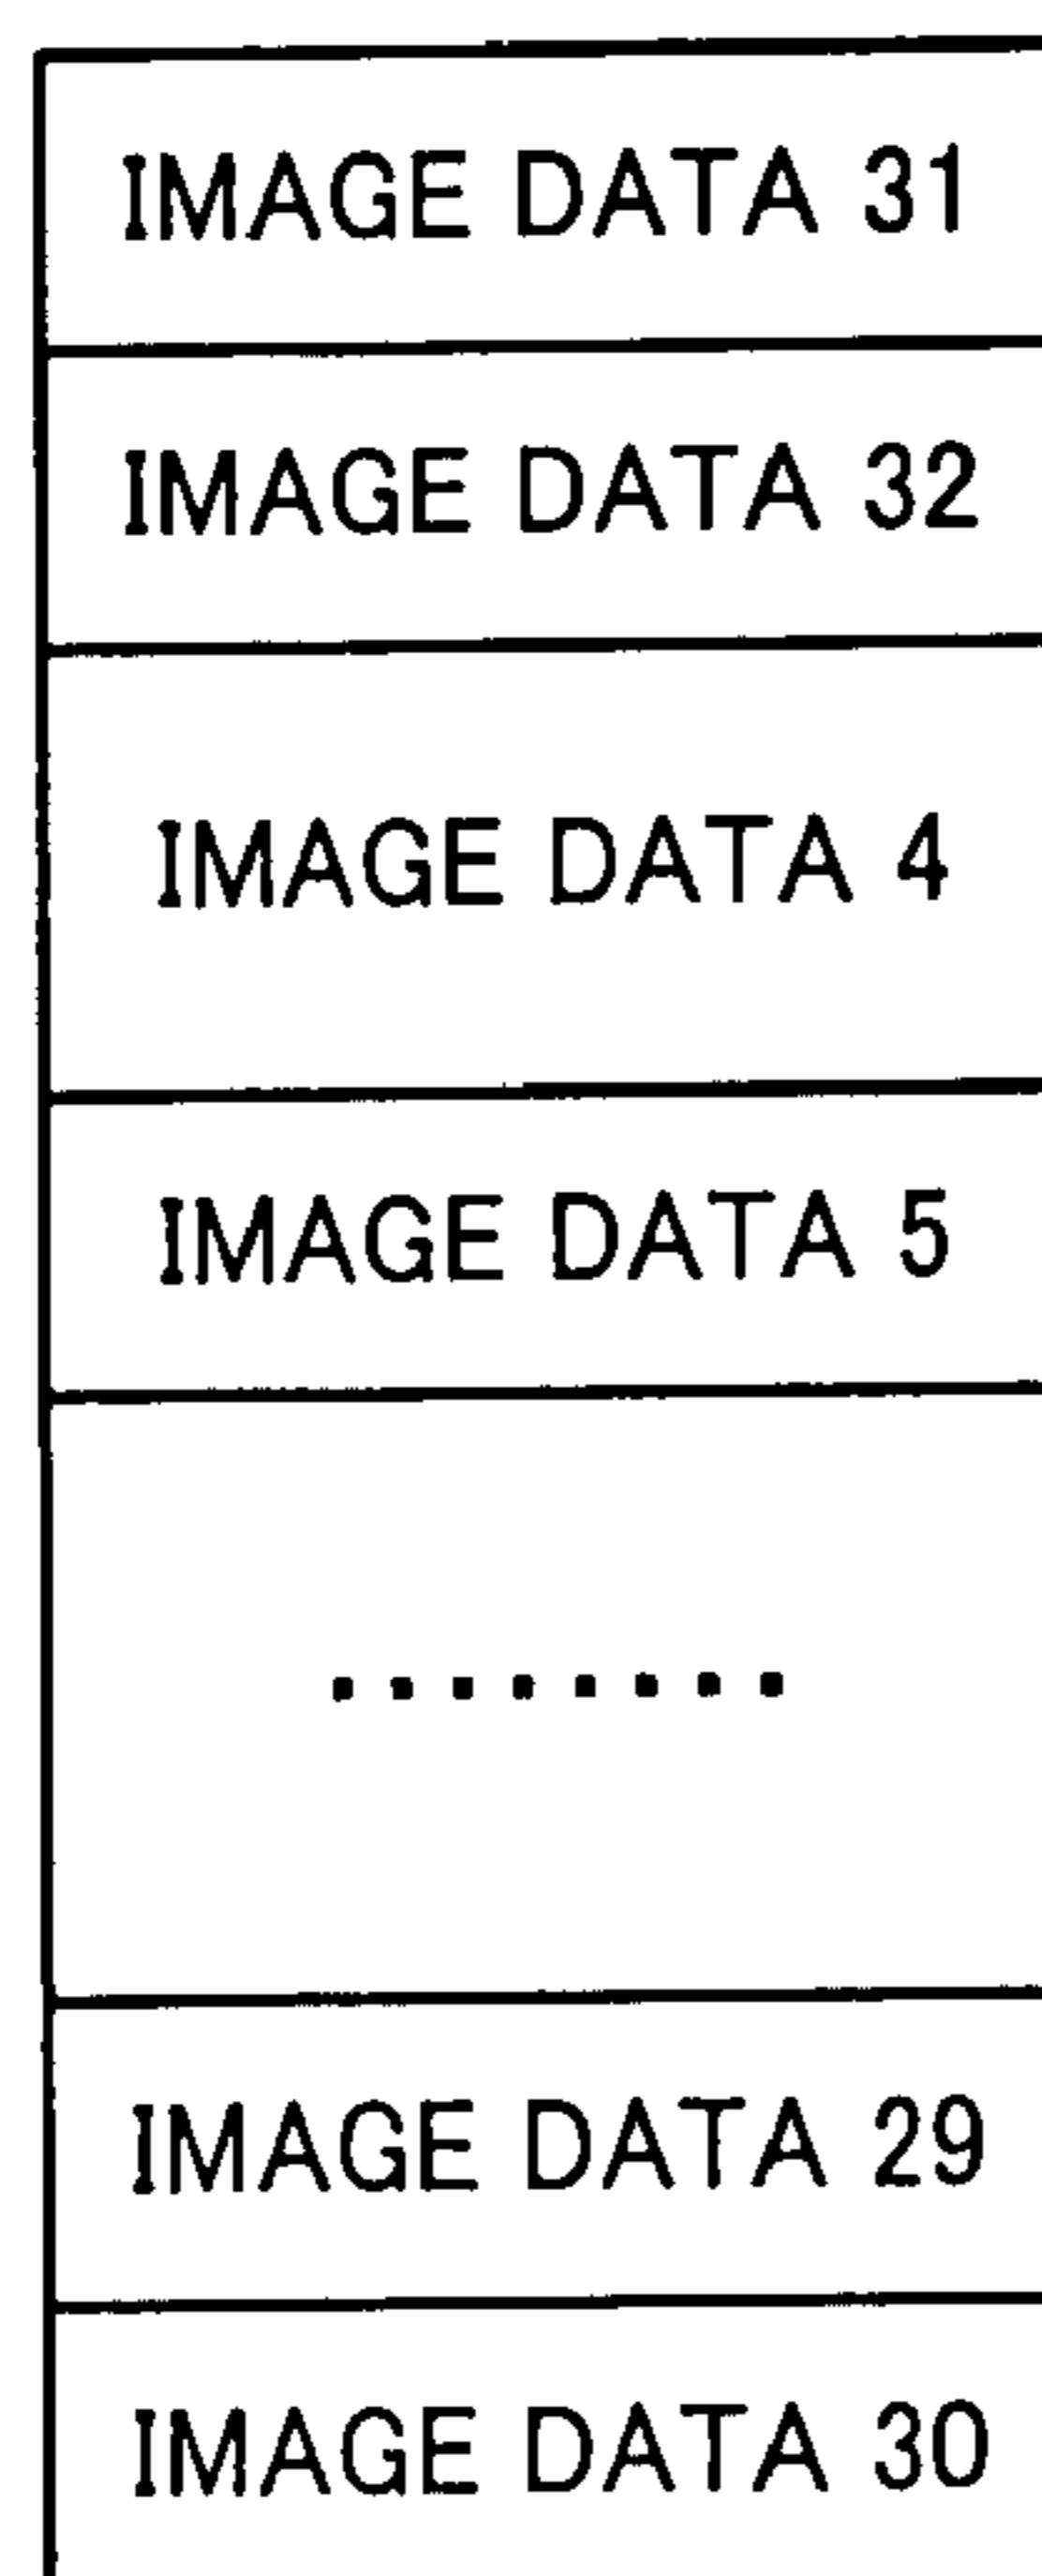 IMAGE DATA 31
IMAGE DATA 32
IMAGE DATA 4
IMAGE DATA 5
........
IMAGE DATA 29
IMAGE DATA 30